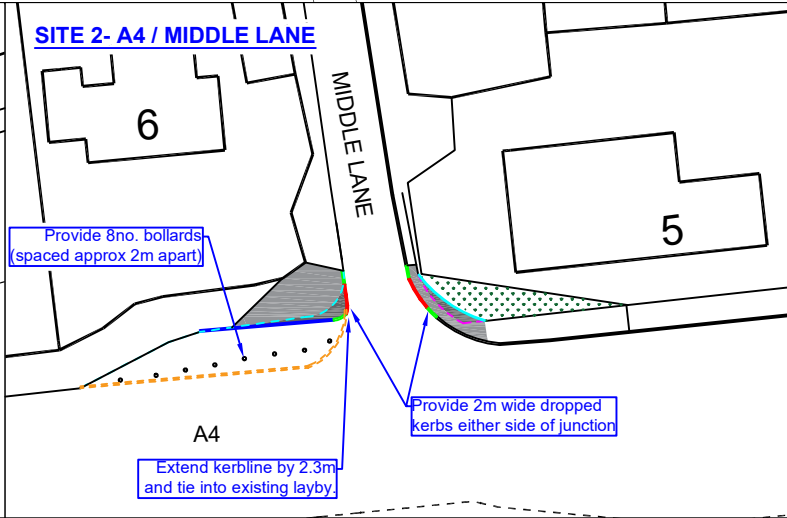 SITE 2- A4 / MIDDLE LANE
MIDDLE LANE
6
5
Provide 8no. bollards
(spaced approx 2m apart)
Provide 2m wide dropped
kerbs either side of junction
A4
Extend kerbline by 2.3m
and tie into existing layby.